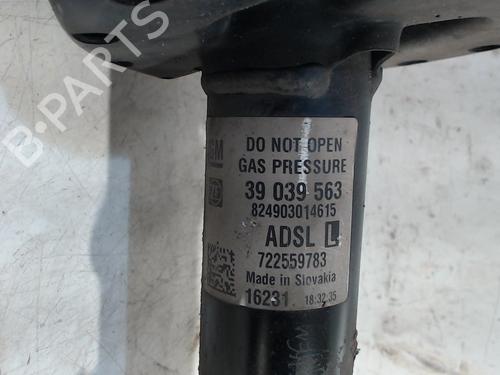 B-PARTS
GM
DO NOT OPEN
GAS PRESSURE
ZF
39 039 563
824903014615
ADSL L
722559783
Made in Slovakia
16231 18:32:35